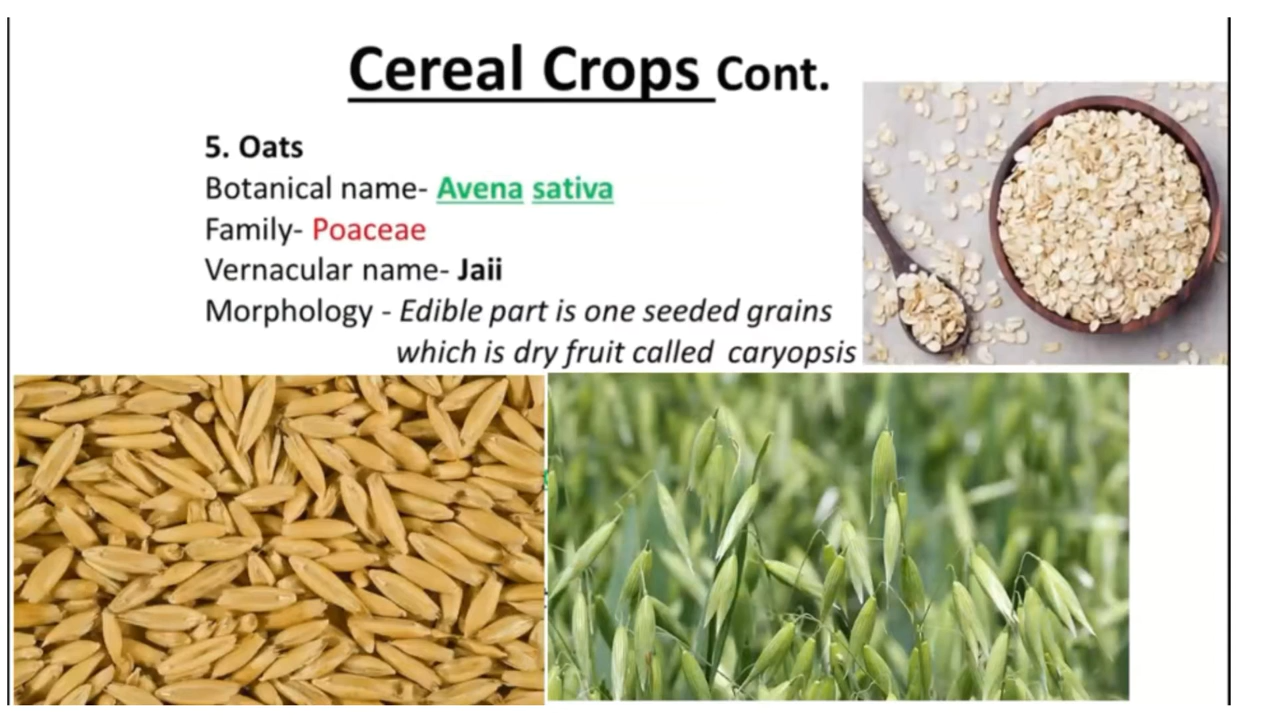 Cereal Crops Cont.
5. Oats
Botanical name- Avena sativa
Family- Poaceae
Vernacular name- Jaii
Morphology - Edible part is one seeded grains
which is dry fruit called caryopsis